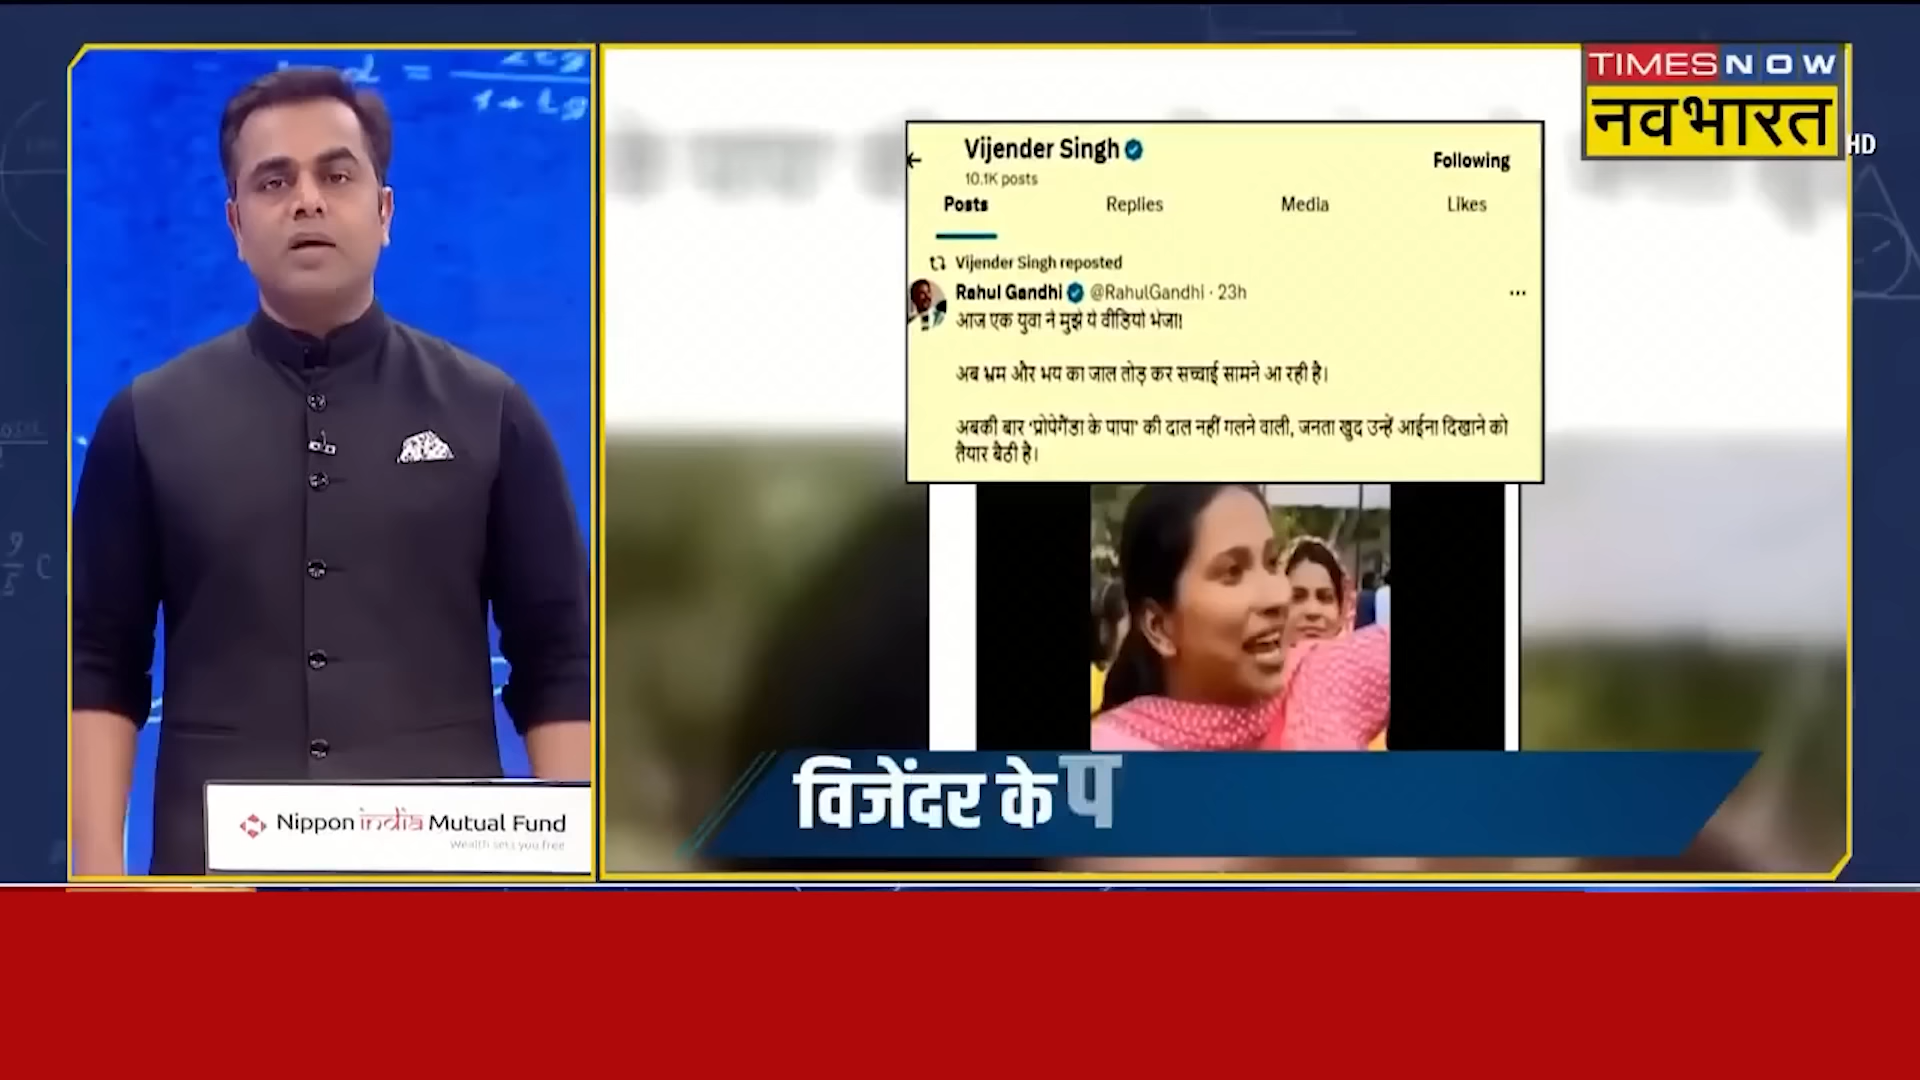 TIMES NOW
नवभारत
HD
Vijender Singh
10.1K posts
Following
Posts Replies Media Likes
Vijender Singh reposted
Rahul Gandhi @RahulGandhi · 23h
आज एक युवा ने मुझे ये वीडियो भेजा!
अब भ्रम और भय का जाल तोड़ कर सच्चाई सामने आ रही है।
अबकी बार ‘प्रोपेगैंडा के पापा’ की दाल नहीं गलने वाली, जनता खुद उन्हें आईना दिखाने को
तैयार बैठी है।
विजेंदर के प
Nippon india Mutual Fund
Wealth sets you free